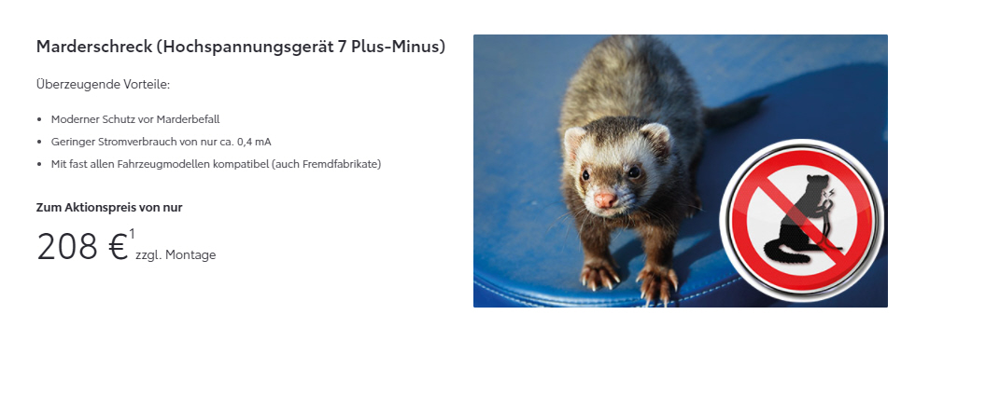 Marderschreck (Hochspannungsgerät 7 Plus-Minus)
Überzeugende Vorteile:
• Moderner Schutz vor Marderbefall
• Geringer Stromverbrauch von nur ca. 0,4 mA
• Mit fast allen Fahrzeugmodellen kompatibel (auch Fremdfabrikate)
Zum Aktionspreis von nur
208 €1 zzgl. Montage